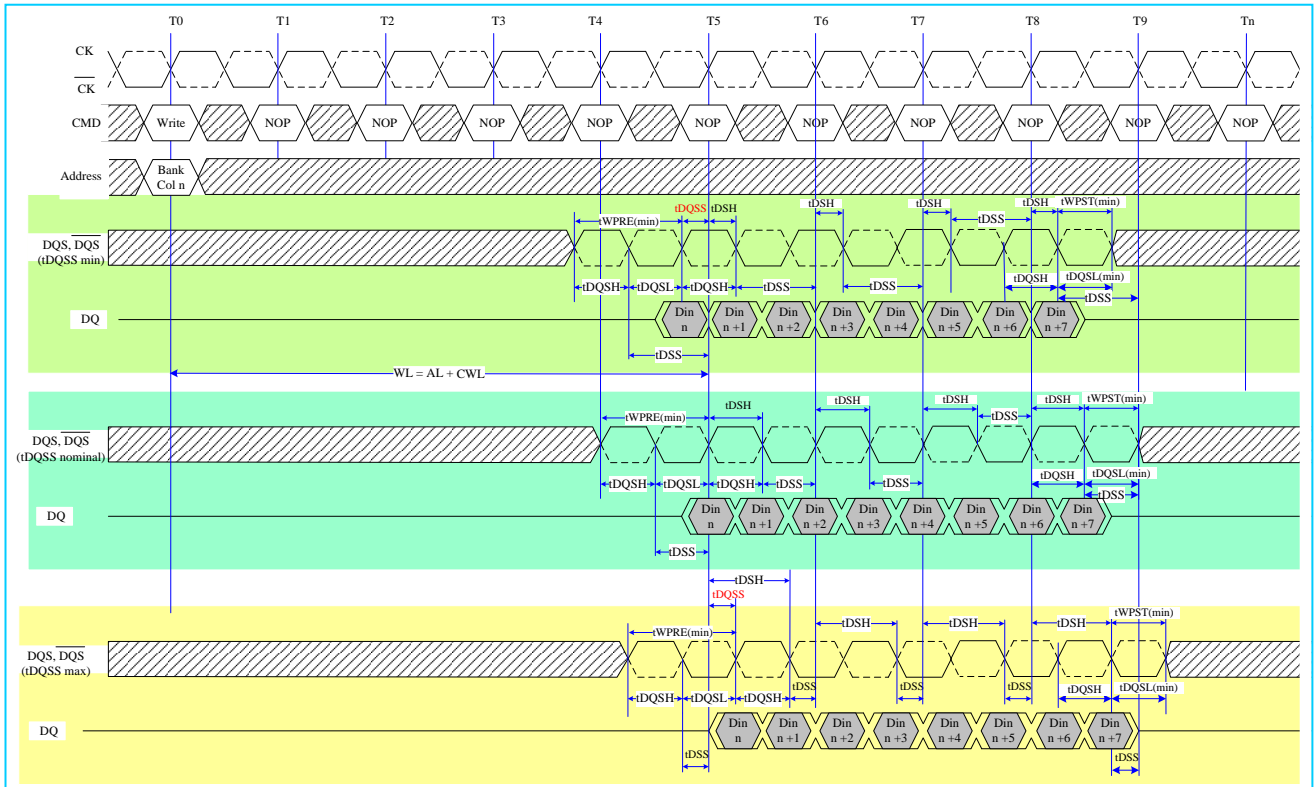 T0 T1 T2 T3 T4 T5 T6 T7 T8 T9 Tn
CK
CK
CMD Write NOP NOP NOP NOP NOP NOP NOP NOP NOP NOP
Address Bank
Col n
tDQSS tDSH tDSH tDSH tDSH tWPST(min)
tWPRE(min) tDSS
DQS, DQS
(tDQSS min)
tDQSH tDQSL tDQSH tDSS tDSS tDQSH tDQSL(min)
tDSS
DQ Din n Din n +1 Din n +2 Din n +3 Din n +4 Din n +5 Din n +6 Din n +7
tDSS
WL = AL + CWL
tWPRE(min) tDSH tDSH tDSH tDSH tWPST(min)
tDSS
DQS, DQS
(tDQSS nominal)
tDQSH tDQSL tDQSH tDSS tDSS tDQSH tDQSL(min)
tDSS
DQ Din n Din n +1 Din n +2 Din n +3 Din n +4 Din n +5 Din n +6 Din n +7
tDSS
tDSH
tDQSS
tWPRE(min) tDSH tDSH tDSH tWPST(min)
DQS, DQS
(tDQSS max)
tDQSH tDQSL tDQSH tDSS tDSS tDSS tDQSH tDQSL(min)
DQ Din n Din n +1 Din n +2 Din n +3 Din n +4 Din n +5 Din n +6 Din n +7
tDSS tDSS